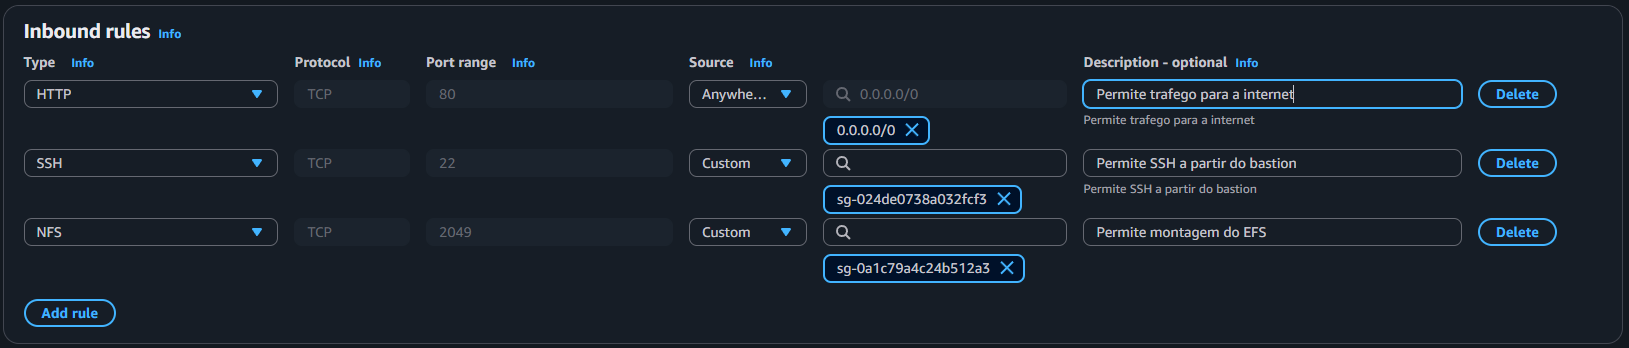 Inbound rules Info
Type Info Protocol Info Port range Info Source Info Description - optional Info
HTTP TCP 80 Anywhe... 0.0.0.0/0 Permite trafego para a internet Delete
0.0.0.0/0 Permite trafego para a internet
SSH TCP 22 Custom Permite SSH a partir do bastion Delete
sg-024de0738a032fcf3 Permite SSH a partir do bastion
NFS TCP 2049 Custom Permite montagem do EFS Delete
sg-0a1c79a4c24b512a3
Add rule